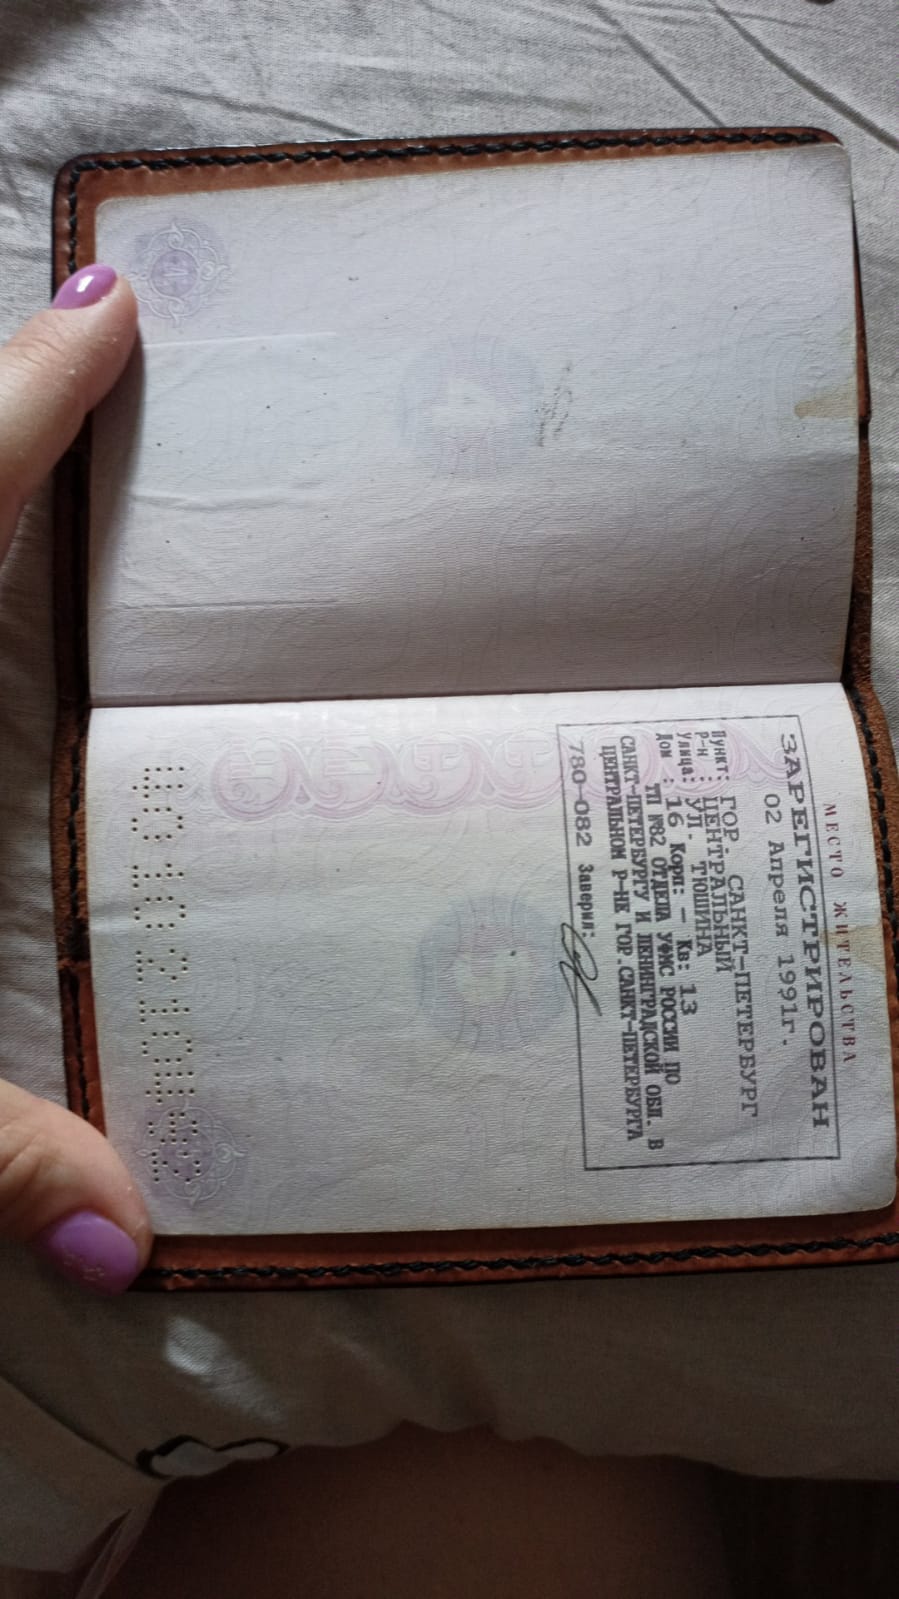 МЕСТО ЖИТЕЛЬСТВА
ЗАРЕГИСТРИРОВАН
02 Апреля 1991г.
Пункт: ГОР. САНКТ-ПЕТЕРБУРГ
Р-н : ЦЕНТРАЛЬНЫЙ
Улица: УЛ. ТЮШИНА
Дом : 16 Корп: - Кв: 13
ТП №82 ОТДЕЛА УФМС РОССИИ ПО
САНКТ-ПЕТЕРБУРГУ И ЛЕНИНГРАДСКОЙ ОБЛ. В
ЦЕНТРАЛЬНОМ Р-НЕ ГОР.САНКТ-ПЕТЕРБУРГА
780-082 Заверил: